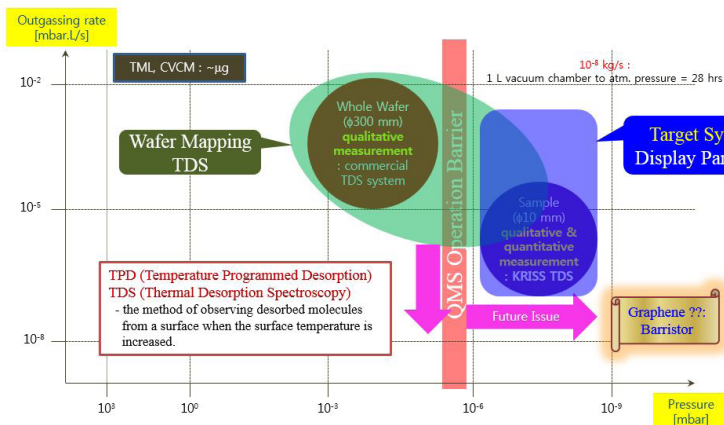 Outgassing rate
[mbar.L/s]
TML, CVCM : ~μg
10⁻⁸ kg/s :
1 L vacuum chamber to atm. pressure = 28 hrs
10⁻²
Whole Wafer
(ϕ300 mm)
qualitative
measurement
: commercial
TDS system
Wafer Mapping
TDS
QMS Operation Barrier
Target Sy
Display Par
10⁻⁵
Sample
(ϕ10 mm)
qualitative &
quantitative
measurement
: KRISS TDS
TPD (Temperature Programmed Desorption)
TDS (Thermal Desorption Spectroscopy)
- the method of observing desorbed molecules
from a surface when the surface temperature is
increased.
Future Issue
Graphene ??:
Barristor
10⁻⁸
10³
10⁰
10⁻³
10⁻⁶
10⁻⁹
Pressure
[mbar]